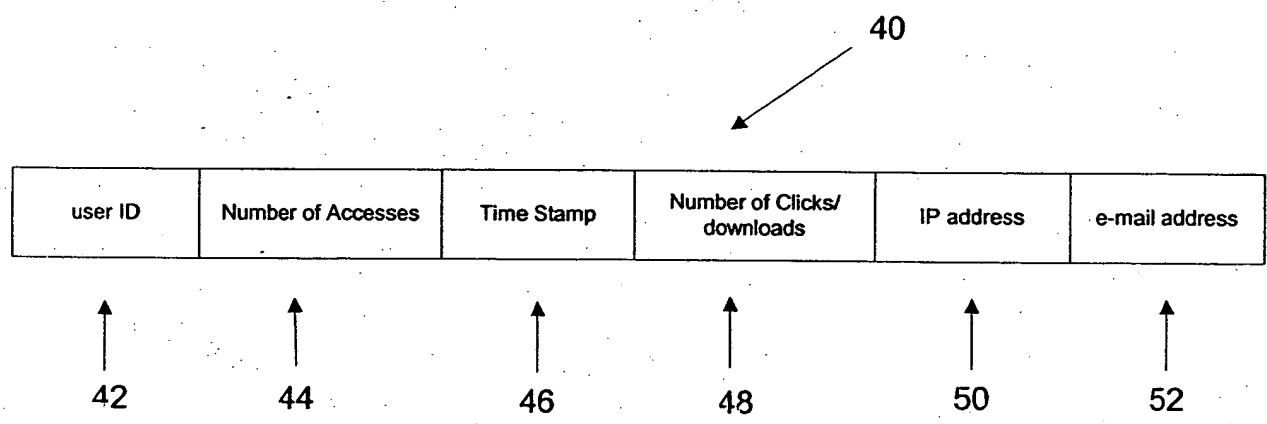 40
user ID
Number of Accesses
Time Stamp
Number of Clicks/
downloads
IP address
e-mail address
42
44
46
48
50
52